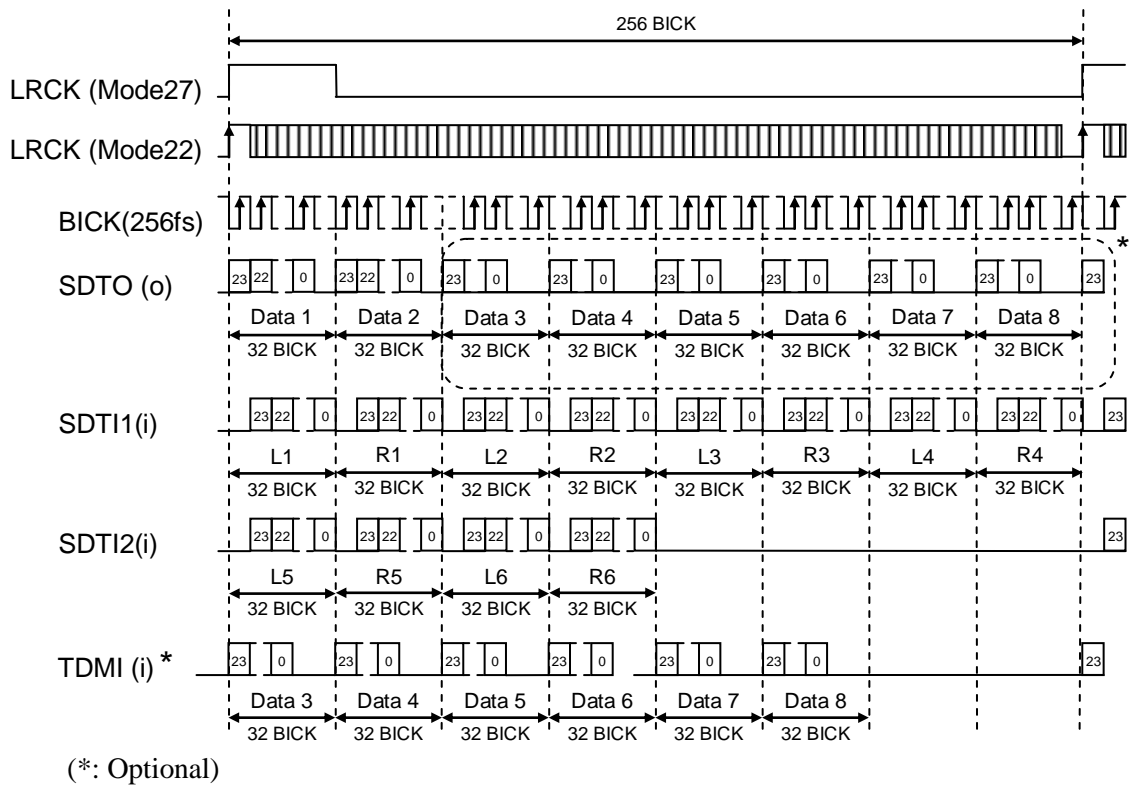 256 BICK
LRCK (Mode27)
LRCK (Mode22)
BICK(256fs)
*
SDTO (o)
23 22 0 23 22 0 23 0 23 0 23 0 23 0 23 0 23 0 23
Data 1 Data 2 Data 3 Data 4 Data 5 Data 6 Data 7 Data 8
32 BICK 32 BICK 32 BICK 32 BICK 32 BICK 32 BICK 32 BICK 32 BICK
SDTI1(i)
23 22 0 23 22 0 23 22 0 23 22 0 23 22 0 23 22 0 23 22 0 23 22 0 23
L1 R1 L2 R2 L3 R3 L4 R4
32 BICK 32 BICK 32 BICK 32 BICK 32 BICK 32 BICK 32 BICK 32 BICK
SDTI2(i)
23 22 0 23 22 0 23 22 0 23 22 0 23
L5 R5 L6 R6
32 BICK 32 BICK 32 BICK 32 BICK
TDMI (i) *
23 0 23 0 23 0 23 0 23 0 23 0 23
Data 3 Data 4 Data 5 Data 6 Data 7 Data 8
32 BICK 32 BICK 32 BICK 32 BICK 32 BICK 32 BICK
(*: Optional)